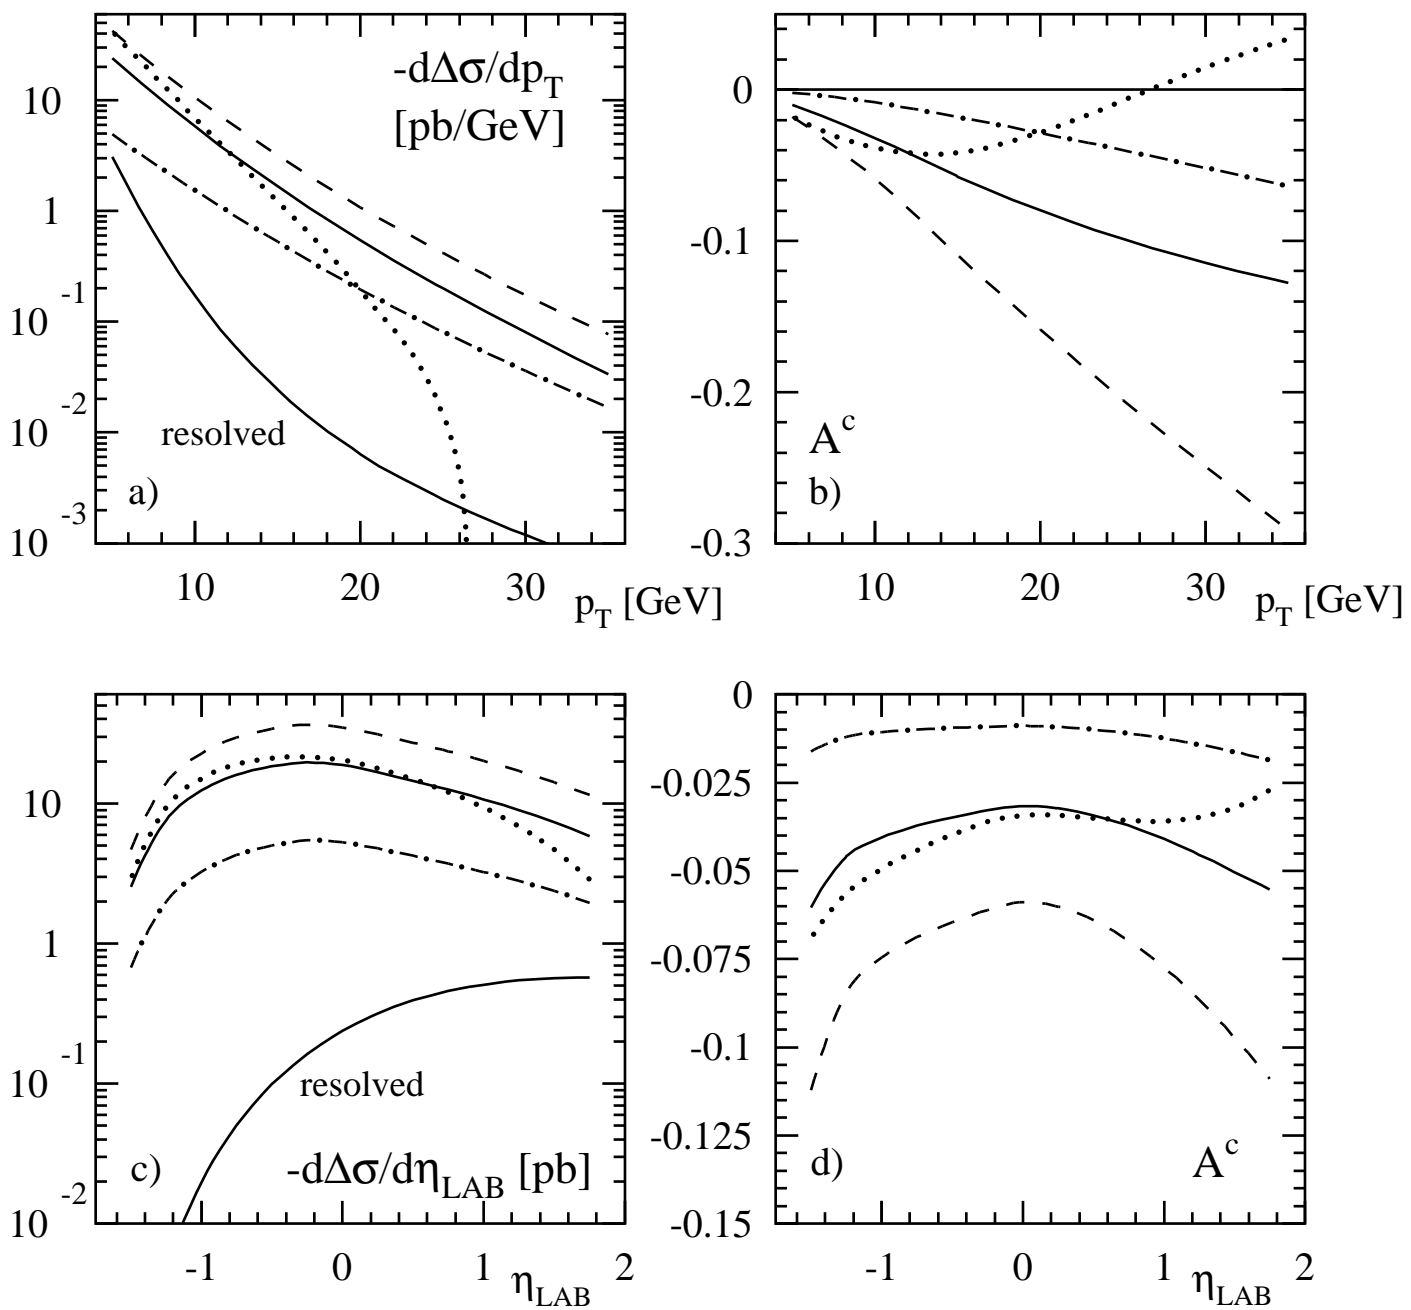 -dΔσ/dp_T
[pb/GeV]
10
1
10^-1
10^-2
10^-3
resolved
a)
10
20
30
p_T [GeV]
0
-0.1
-0.2
-0.3
A^c
b)
10
20
30
p_T [GeV]
10
1
10^-1
10^-2
resolved
c)
-dΔσ/dη_LAB [pb]
-1
0
1
2
η_LAB
0
-0.025
-0.05
-0.075
-0.1
-0.125
-0.15
d)
A^c
-1
0
1
2
η_LAB